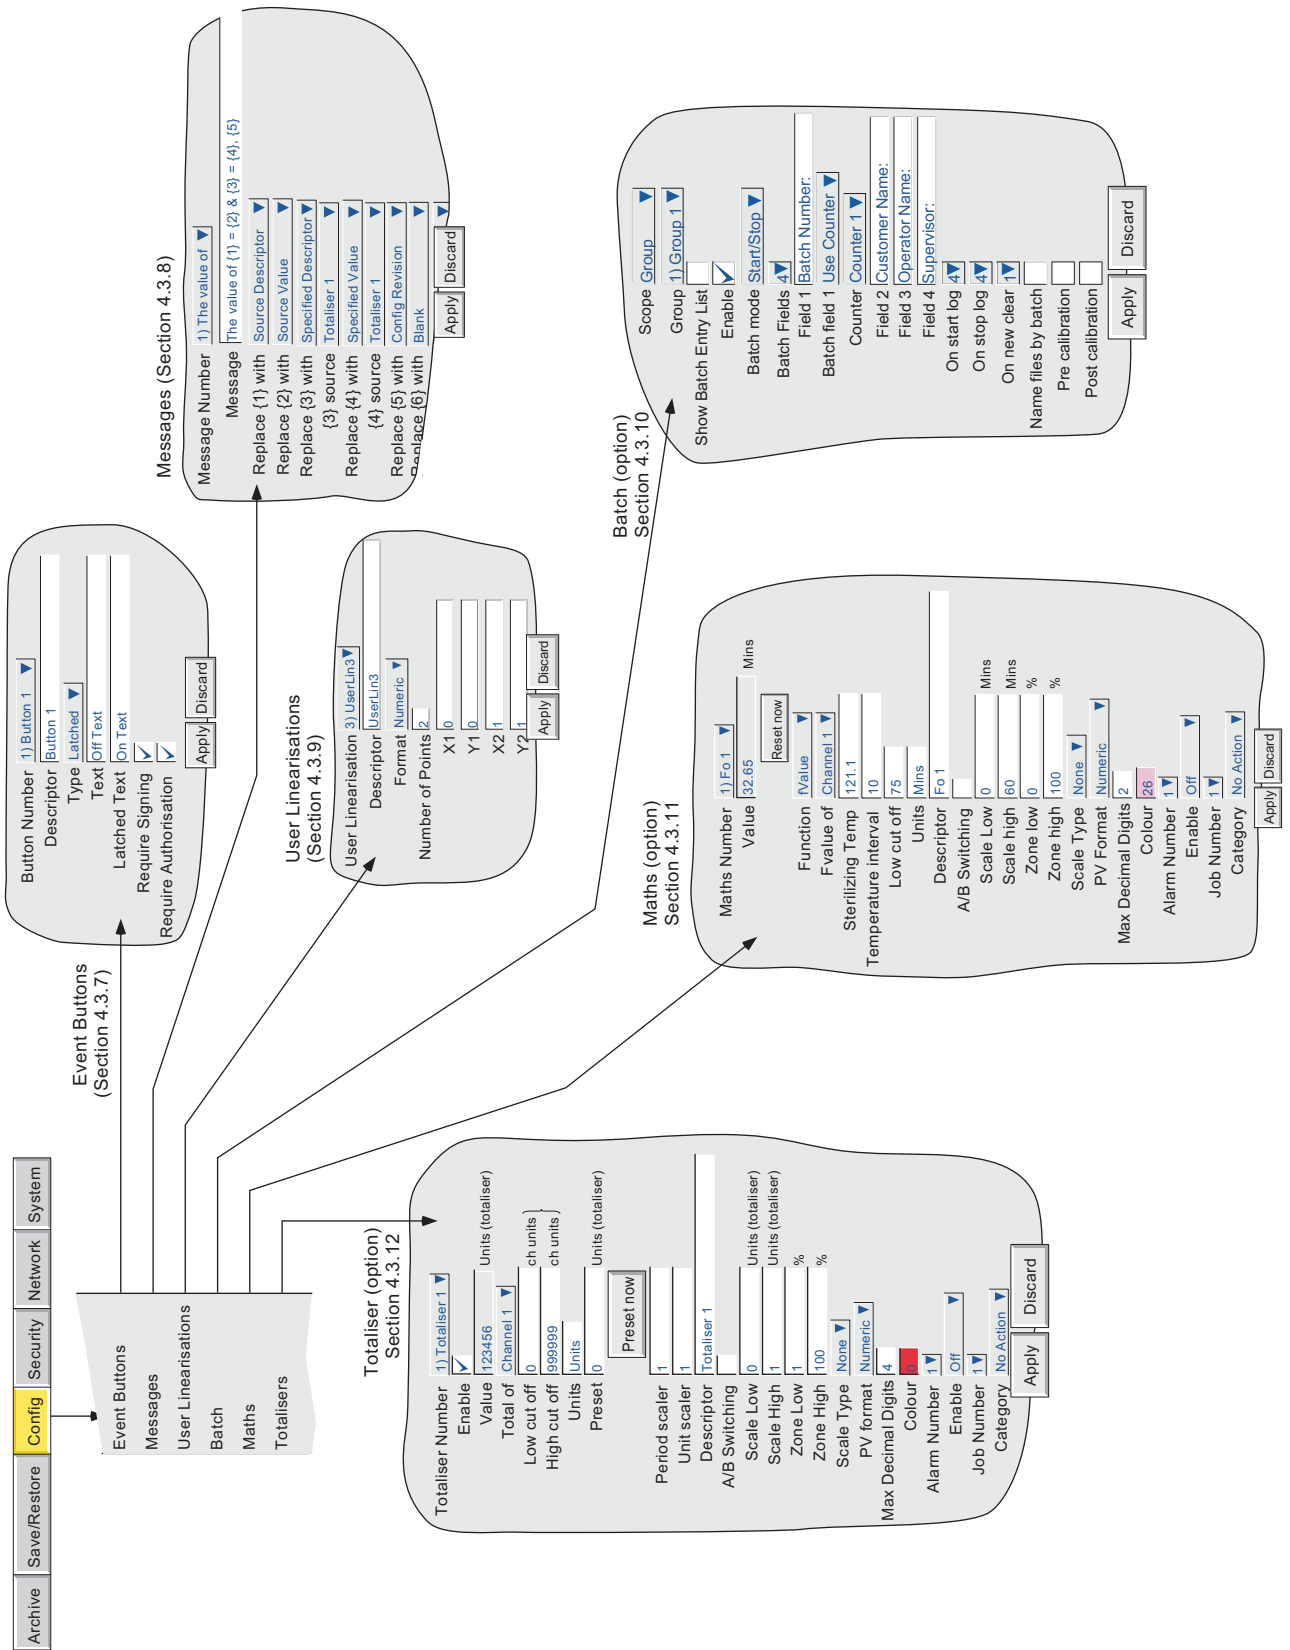 Archive Save/Restore Config Security Network System
Event Buttons
Messages
User Linearisations
Batch
Maths
Totalisers
Event Buttons
(Section 4.3.7)
Button Number 1) Button 1
Descriptor Button 1
Type Latched
Text Off Text
Latched Text On Text
Require Signing
Require Authorisation
Apply Discard
Messages (Section 4.3.8)
Message Number 1) The value of
Message The value of {1} = {2} & {3} = {4}, {5}
Replace {1} with Source Descriptor
Replace {2} with Source Value
Replace {3} with Specified Descriptor
{3} source Totaliser 1
Replace {4} with Specified Value
{4} source Totaliser 1
Replace {5} with Config Revision
Replace {6} with Blank
Apply Discard
User Linearisations
(Section 4.3.9)
User Linearisation 3) UserLin3
Descriptor UserLin3
Format Numeric
Number of Points 2
X1 0
Y1 0
X2 1
Y2 1
Apply Discard
Batch (option)
Section 4.3.10
Scope Group
Group 1) Group 1
Show Batch Entry List
Enable
Batch mode Start/Stop
Batch Fields 4
Field 1 Batch Number:
Batch field 1 Use Counter
Counter Counter 1
Field 2 Customer Name:
Field 3 Operator Name:
Field 4 Supervisor:
On start log 4
On stop log 4
On new clear 1
Name files by batch
Pre calibration
Post calibration
Apply Discard
Maths (option)
Section 4.3.11
Maths Number 1) Fo 1
Value 32.65 Mins
Reset now
Function fValue
Fvalue of Channel 1
Sterilizing Temp 121.1
Temperature interval 10
Low cut off 75
Units Mins
Descriptor Fo 1
A/B Switching
Scale Low 0 Mins
Scale high 60 Mins
Zone low 0 %
Zone high 100 %
Scale Type None
PV Format Numeric
Max Decimal Digits 2
Colour 26
Alarm Number 1
Enable Off
Job Number 1
Category No Action
Apply Discard
Totaliser (option)
Section 4.3.12
Totaliser Number 1) Totaliser 1
Enable
Value 123456 Units (totaliser)
Total of Channel 1
Low cut off 0 ch units
High cut off 999999 ch units
Units Units
Preset 0 Units (totaliser)
Preset now
Period scaler 1
Unit scaler 1
Descriptor Totaliser 1
A/B Switching
Scale Low 0 Units (totaliser)
Scale High 1 Units (totaliser)
Zone Low 1 %
Zone High 100 %
Scale Type None
PV format Numeric
Max Decimal Digits 4
Colour 0
Alarm Number 1
Enable Off
Job Number 1
Category No Action
Apply Discard